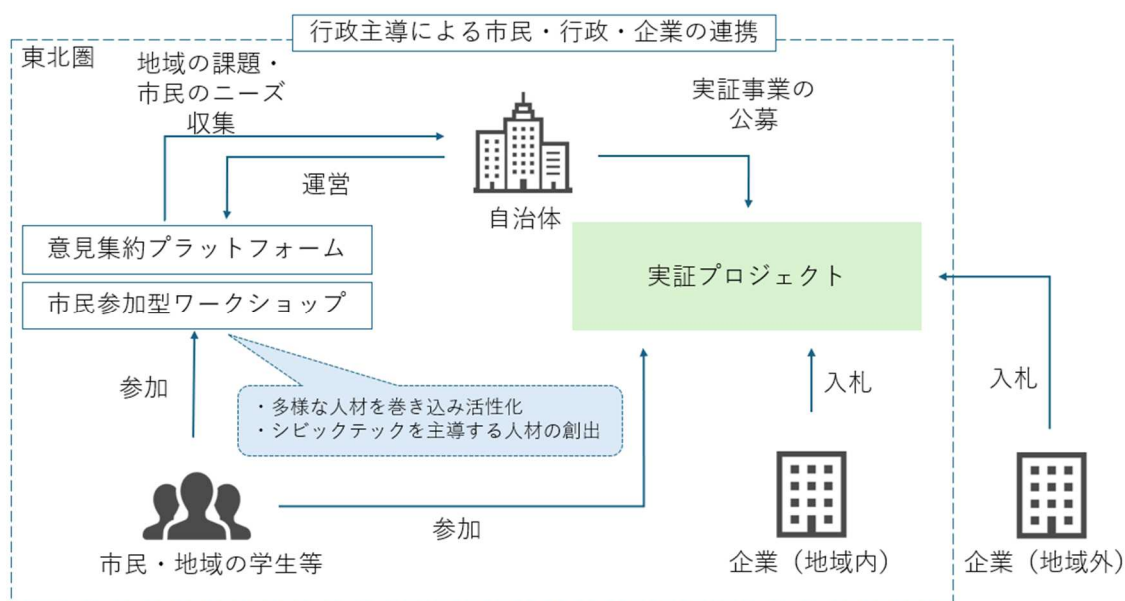 行政主導による市民・行政・企業の連携
東北圏
地域の課題・
市民のニーズ
収集
実証事業の
公募
運営
自治体
意見集約プラットフォーム
市民参加型ワークショップ
実証プロジェクト
参加
・多様な人材を巻き込み活性化
・シビックテックを主導する人材の創出
入札
入札
参加
市民・地域の学生等
企業（地域内）
企業（地域外）